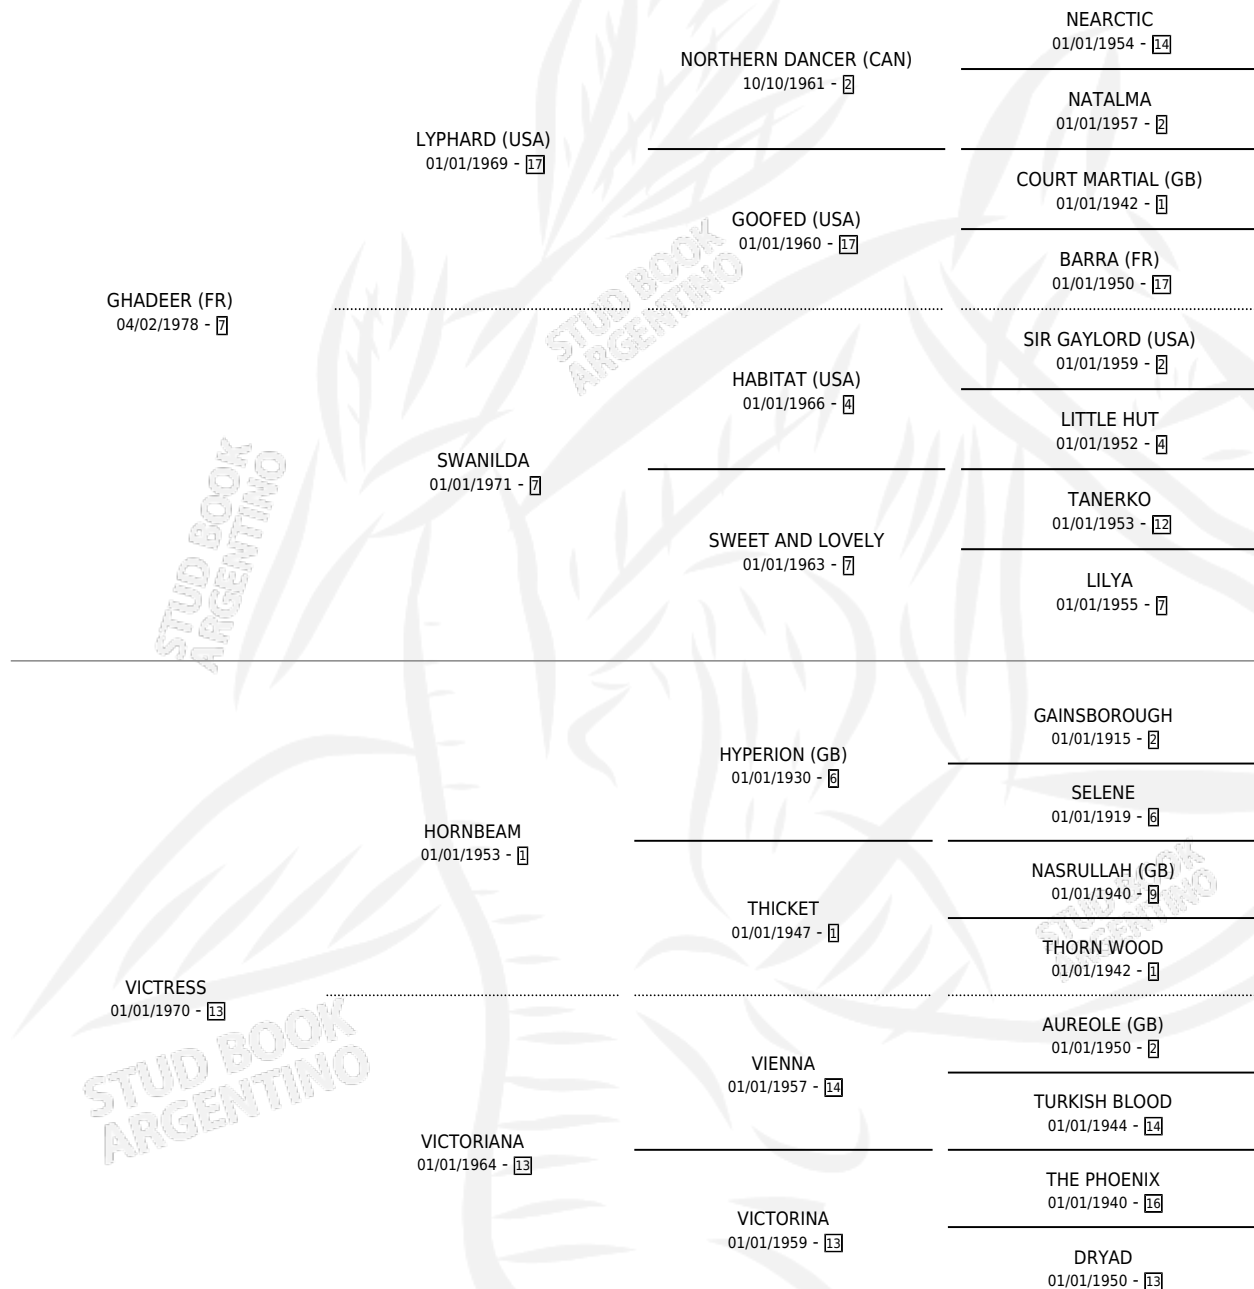 NEARCTIC
01/01/1954 - 14
NORTHERN DANCER (CAN)
10/10/1961 - 2
NATALMA
01/01/1957 - 2
LYPHARD (USA)
01/01/1969 - 17
COURT MARTIAL (GB)
01/01/1942 - 1
GOOFED (USA)
01/01/1960 - 17
BARRA (FR)
01/01/1950 - 17
GHADEER (FR)
04/02/1978 - 7
SIR GAYLORD (USA)
01/01/1959 - 2
HABITAT (USA)
01/01/1966 - 4
LITTLE HUT
01/01/1952 - 4
SWANILDA
01/01/1971 - 7
TANERKO
01/01/1953 - 12
SWEET AND LOVELY
01/01/1963 - 7
LILYA
01/01/1955 - 7
GAINSBOROUGH
01/01/1915 - 2
HYPERION (GB)
01/01/1930 - 6
SELENE
01/01/1919 - 6
HORNBEAM
01/01/1953 - 1
NASRULLAH (GB)
01/01/1940 - 9
THICKET
01/01/1947 - 1
THORN WOOD
01/01/1942 - 1
VICTRESS
01/01/1970 - 13
AUREOLE (GB)
01/01/1950 - 2
VIENNA
01/01/1957 - 14
TURKISH BLOOD
01/01/1944 - 14
VICTORIANA
01/01/1964 - 13
THE PHOENIX
01/01/1940 - 16
VICTORINA
01/01/1959 - 13
DRYAD
01/01/1950 - 13
STUD BOOK
ARGENTINO
STUD BOOK
ARGENTINO
STUD BOOK
ARGENTINO
STUD BOOK
ARGENTINO